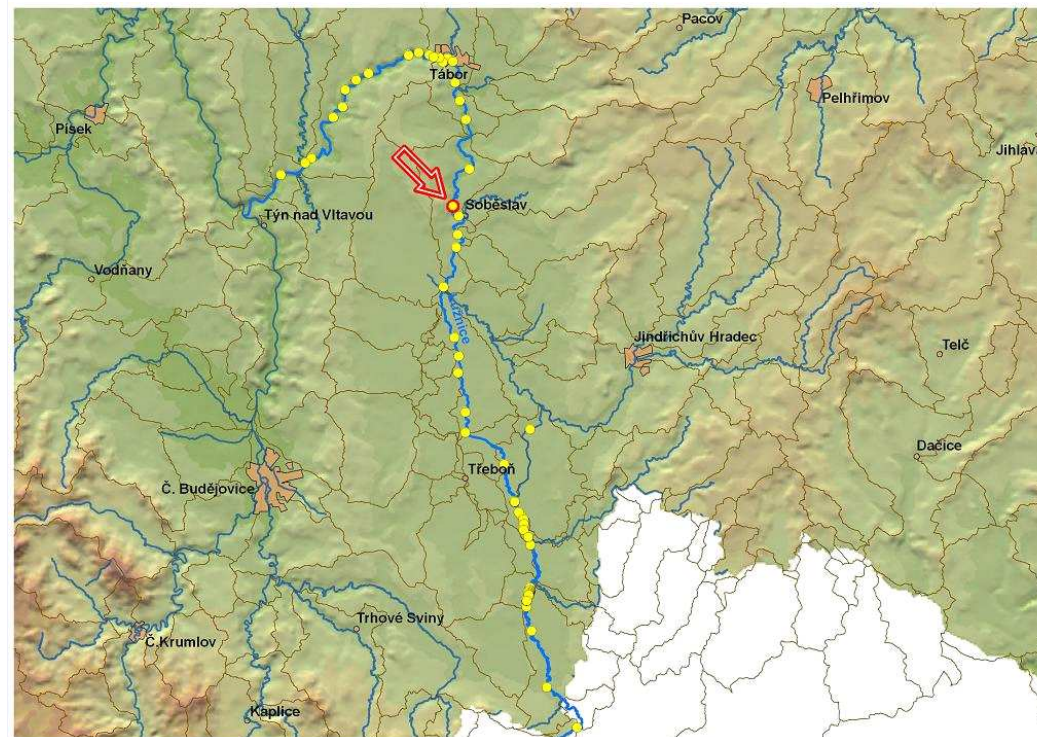 Pacov
Tábor
Pelhřimov
Písek
Jihlava
Soběslav
Týn nad Vltavou
Vodňany
Jindřichův Hradec
Telč
Dačice
Třeboň
Č. Budějovice
Trhové Sviny
Č.Krumlov
Kaplice